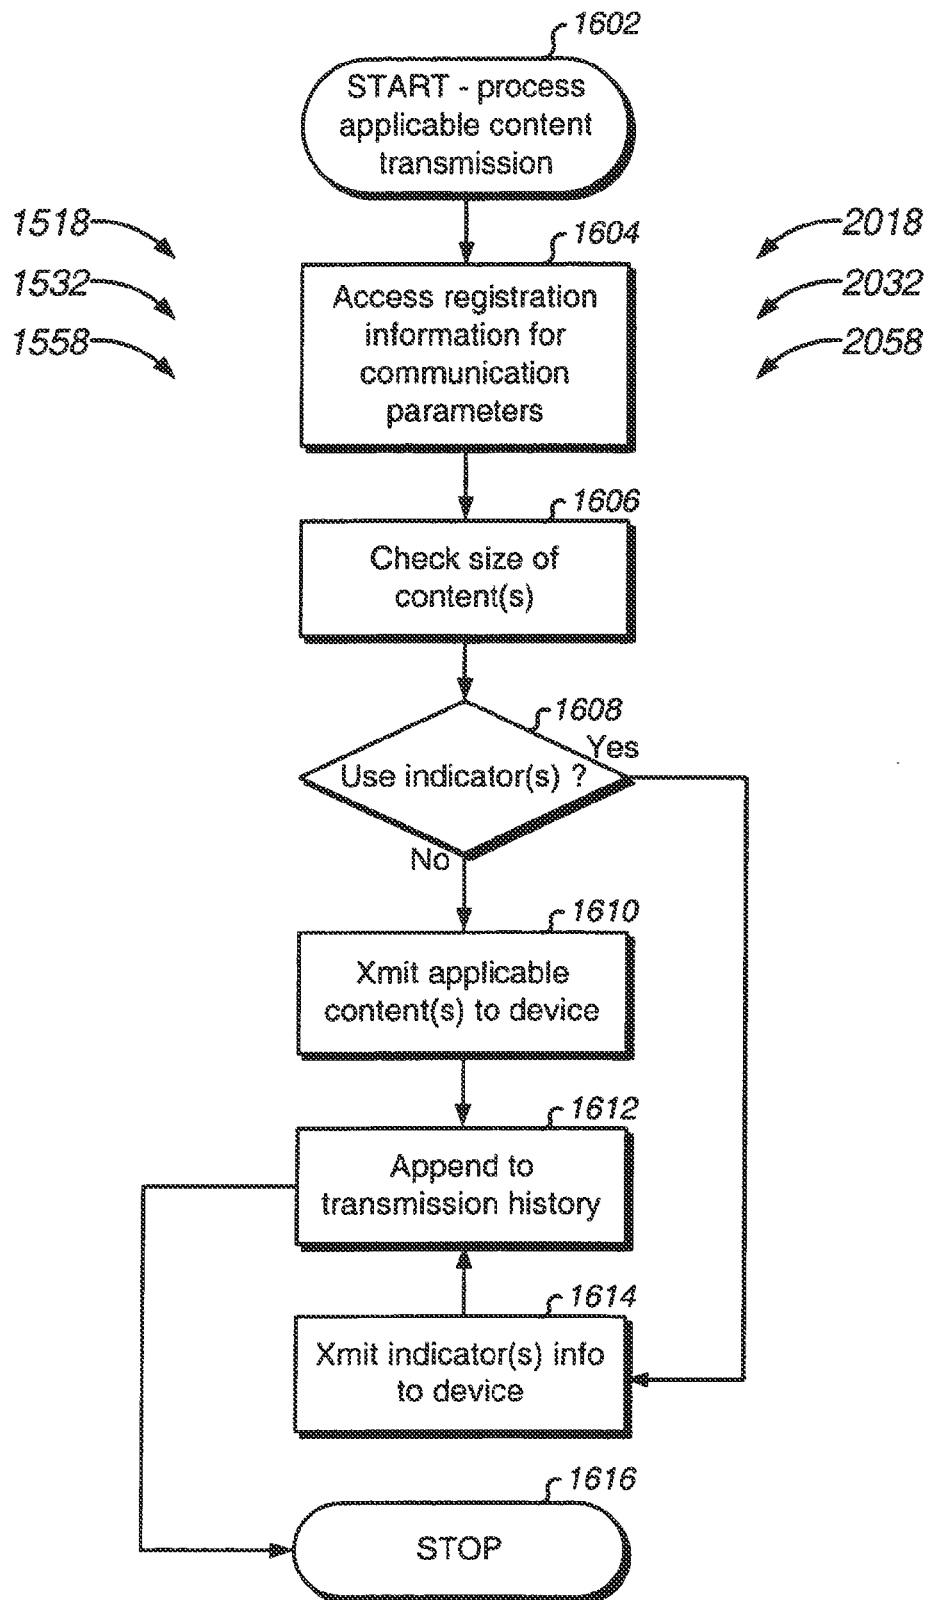 1602
START - process
applicable content
transmission
1518
1532
1558
2018
2032
2058
1604
Access registration
information for
communication
parameters
1606
Check size of
content(s)
1608
Yes
Use indicator(s) ?
No
1610
Xmit applicable
content(s) to device
1612
Append to
transmission history
1614
Xmit indicator(s) info
to device
1616
STOP